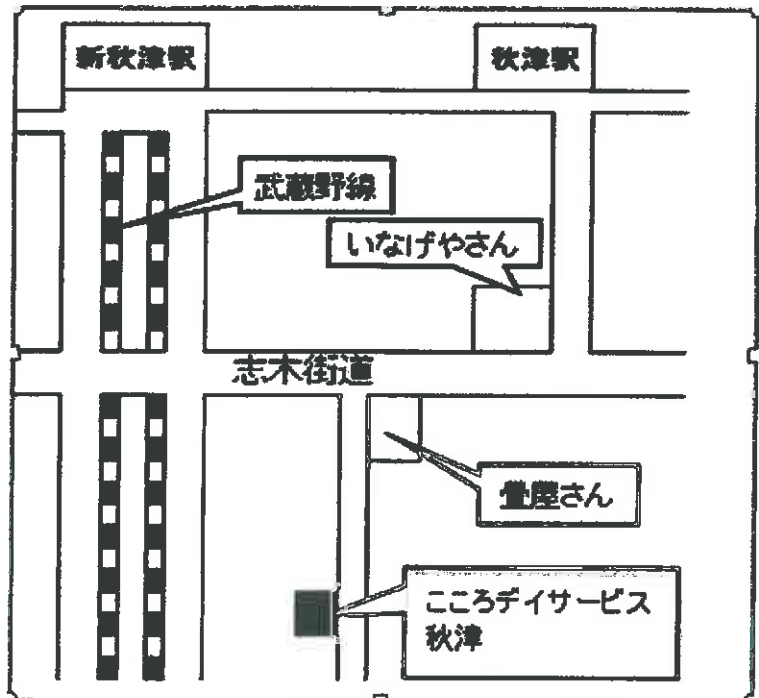 新秋津駅
秋津駅
武蔵野線
いなげやさん
志木街道
畳屋さん
こころデイサービス
秋津